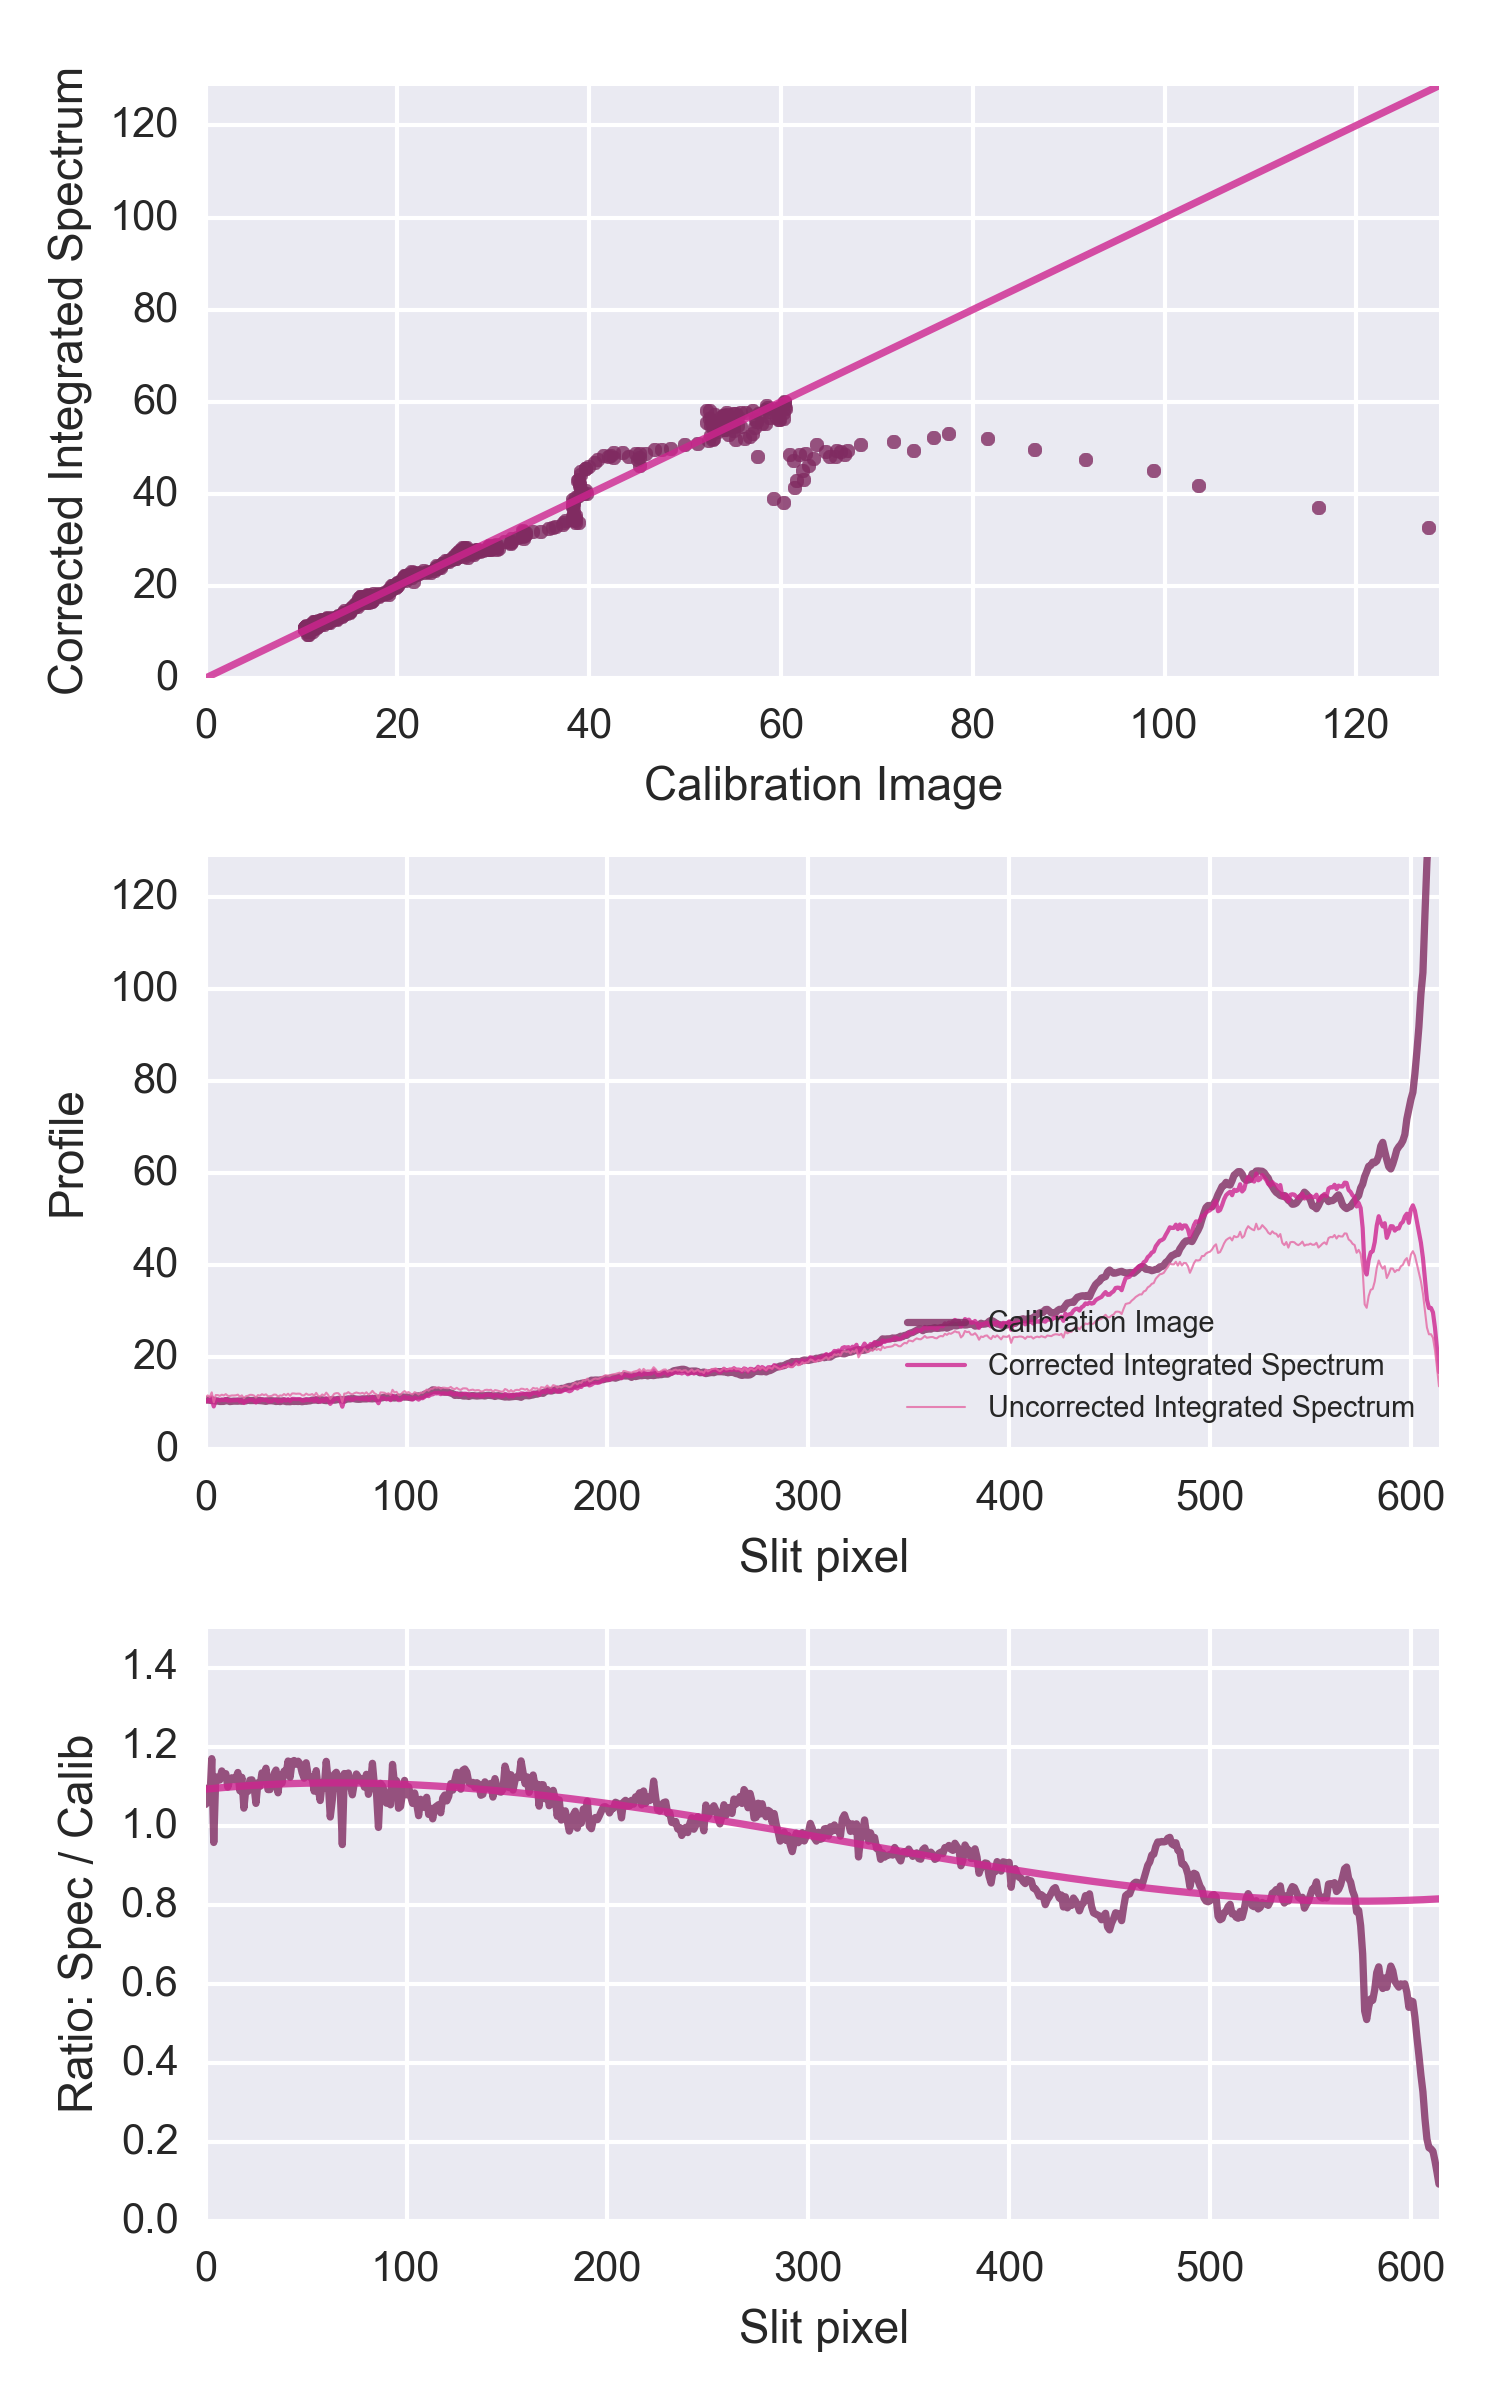 Corrected Integrated Spectrum
120
100
80
60
40
20
0
0 20 40 60 80 100 120
Calibration Image
Profile
120
100
80
60
40
20
0
Calibration Image
Corrected Integrated Spectrum
Uncorrected Integrated Spectrum
0 100 200 300 400 500 600
Slit pixel
Ratio: Spec / Calib
1.4
1.2
1.0
0.8
0.6
0.4
0.2
0.0
0 100 200 300 400 500 600
Slit pixel